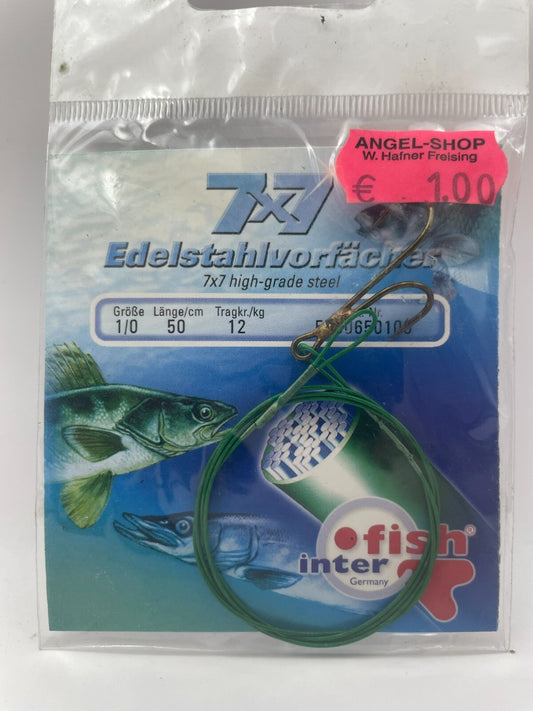 ANGEL-SHOP
W. Hafner Freising
€ 1.00
7x7
Edelstahlvorfächer
7x7 high-grade steel
Größe Länge/cm Tragkr./kg Nr.
1/0 50 12
fish®
inter
Germany